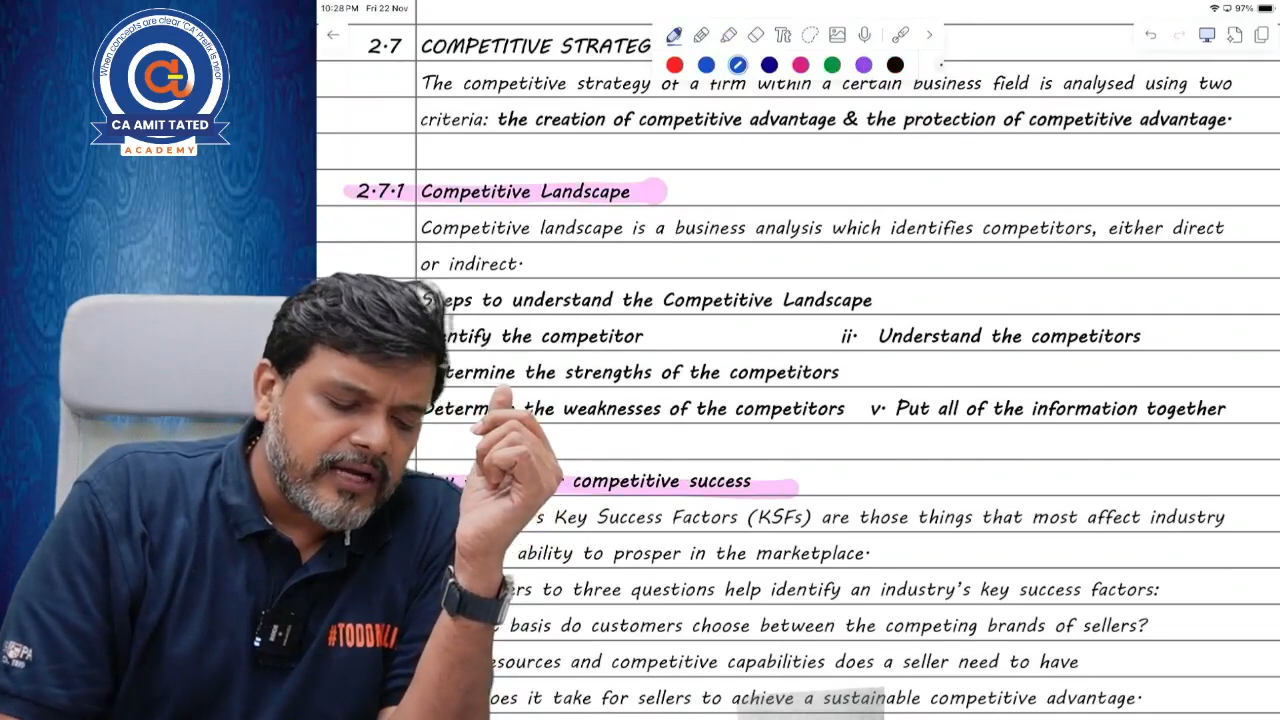 10:28 PM Fri 22 Nov
97%
When concepts are clear 'CA' Prefix is near
CA AMIT TATED
ACADEMY
2.7 COMPETITIVE STRATEG
The competitive strategy of a firm within a certain business field is analysed using two
criteria: the creation of competitive advantage & the protection of competitive advantage.
2.7.1 Competitive Landscape
Competitive landscape is a business analysis which identifies competitors, either direct
or indirect.
Steps to understand the Competitive Landscape
entify the competitor ii. Understand the competitors
termine the strengths of the competitors
the weaknesses of the competitors v. Put all of the information together
competitive success
s Key Success Factors (KSFs) are those things that most affect industry
ability to prosper in the marketplace.
ers to three questions help identify an industry's key success factors:
basis do customers choose between the competing brands of sellers?
esources and competitive capabilities does a seller need to have
oes it take for sellers to achieve a sustainable competitive advantage.